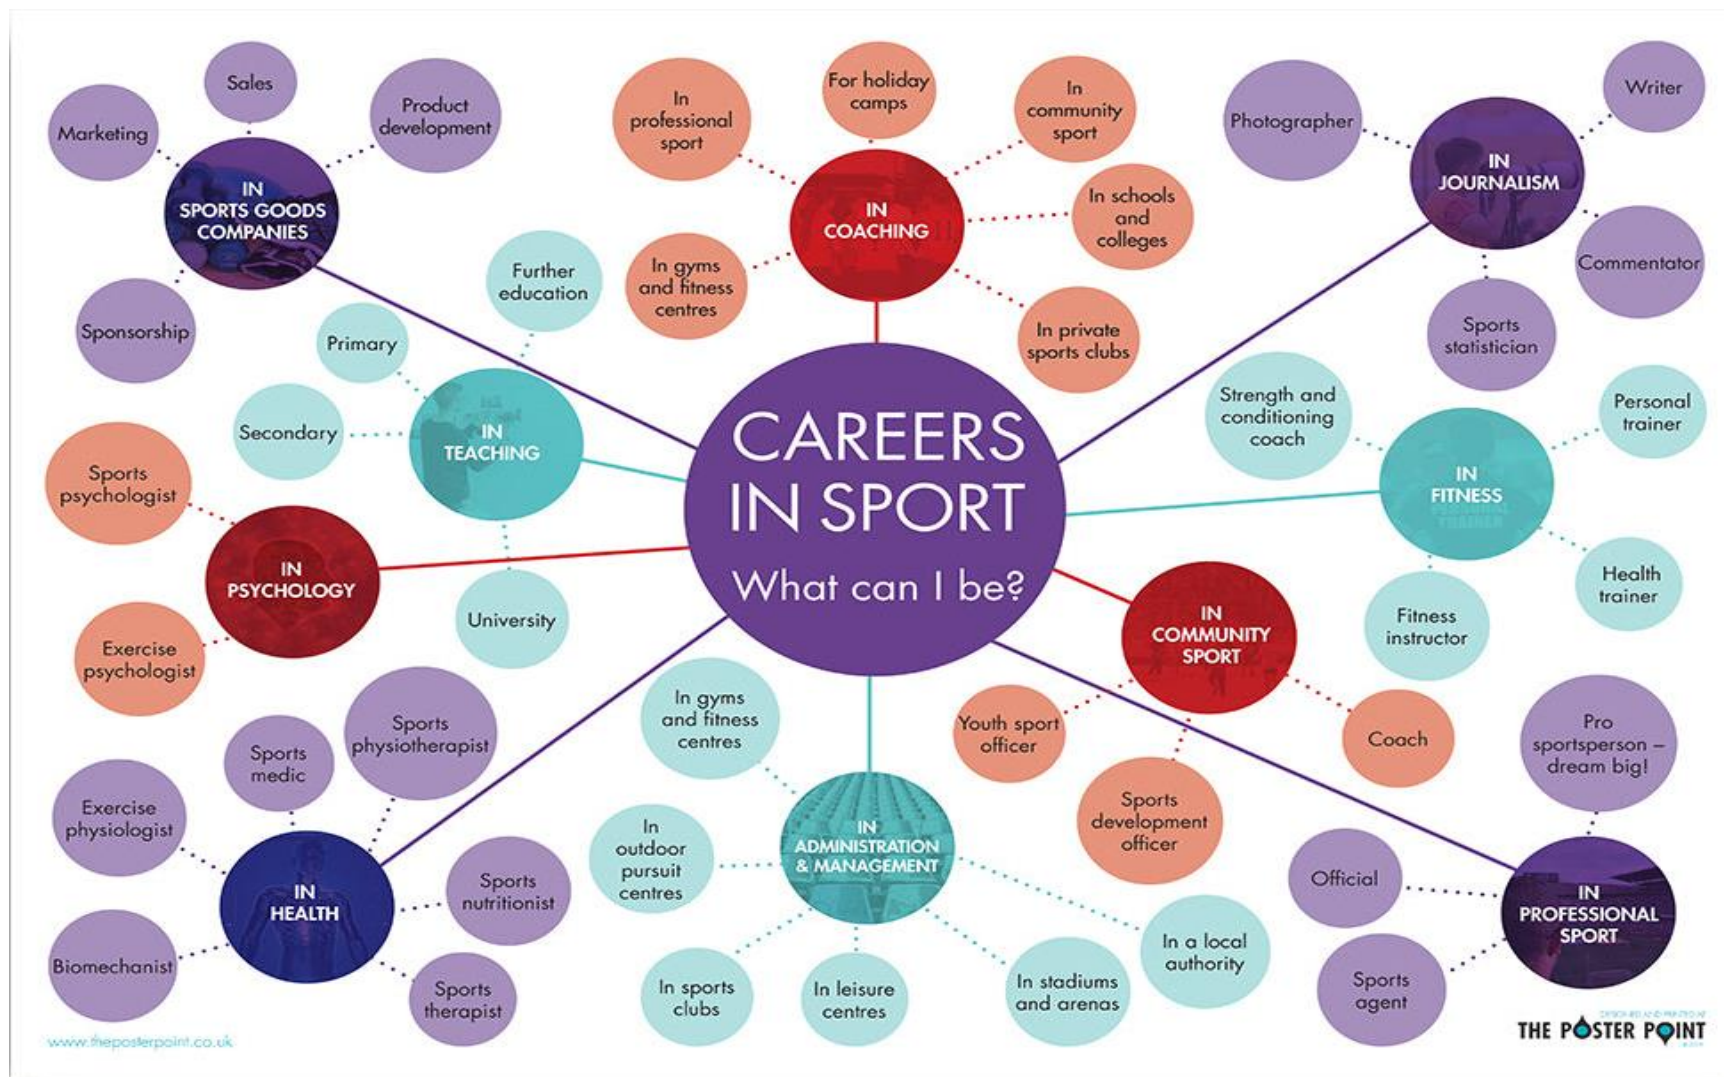 CAREERS
IN SPORT
What can I be?
IN
SPORTS GOODS
COMPANIES
Marketing
Sales
Product
development
Sponsorship
IN
COACHING
In
professional
sport
For holiday
camps
In
community
sport
In schools
and
colleges
In private
sports clubs
In gyms
and fitness
centres
IN
JOURNALISM
Photographer
Writer
Commentator
Sports
statistician
IN
TEACHING
Further
education
Primary
Secondary
University
IN
FITNESS
Strength and
conditioning
coach
Personal
trainer
Health
trainer
Fitness
instructor
IN
PSYCHOLOGY
Sports
psychologist
Exercise
psychologist
IN
COMMUNITY
SPORT
Youth sport
officer
Sports
development
officer
Coach
IN
HEALTH
Sports
physiotherapist
Sports
medic
Exercise
physiologist
Biomechanist
Sports
nutritionist
Sports
therapist
IN
ADMINISTRATION
& MANAGEMENT
In gyms
and fitness
centres
In
outdoor
pursuit
centres
In sports
clubs
In leisure
centres
In stadiums
and arenas
In a local
authority
IN
PROFESSIONAL
SPORT
Pro
sportsperson –
dream big!
Official
Sports
agent
www.theposterpoint.co.uk
DESIGNED AND PRINTED AT
THE POSTER POINT